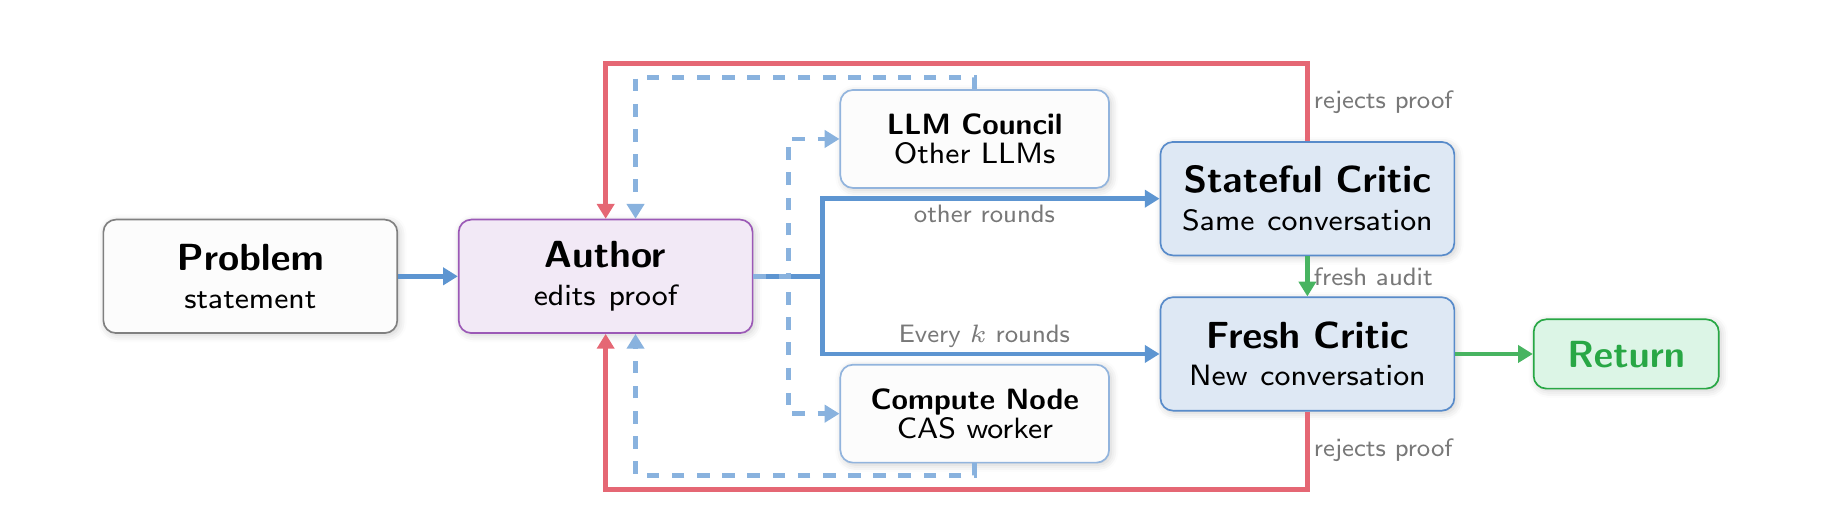 Problem
statement
Author
edits proof
LLM Council
Other LLMs
other rounds
Every k rounds
Compute Node
CAS worker
rejects proof
Stateful Critic
Same conversation
fresh audit
Fresh Critic
New conversation
rejects proof
Return